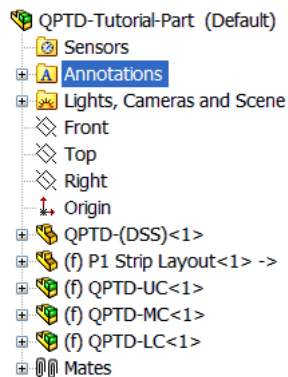 QPTD-Tutorial-Part (Default)
Sensors
A Annotations
Lights, Cameras and Scene
Front
Top
Right
Origin
QPTD-(DSS)<1>
(f) P1 Strip Layout<1> ->
(f) QPTD-UC<1>
(f) QPTD-MC<1>
(f) QPTD-LC<1>
Mates